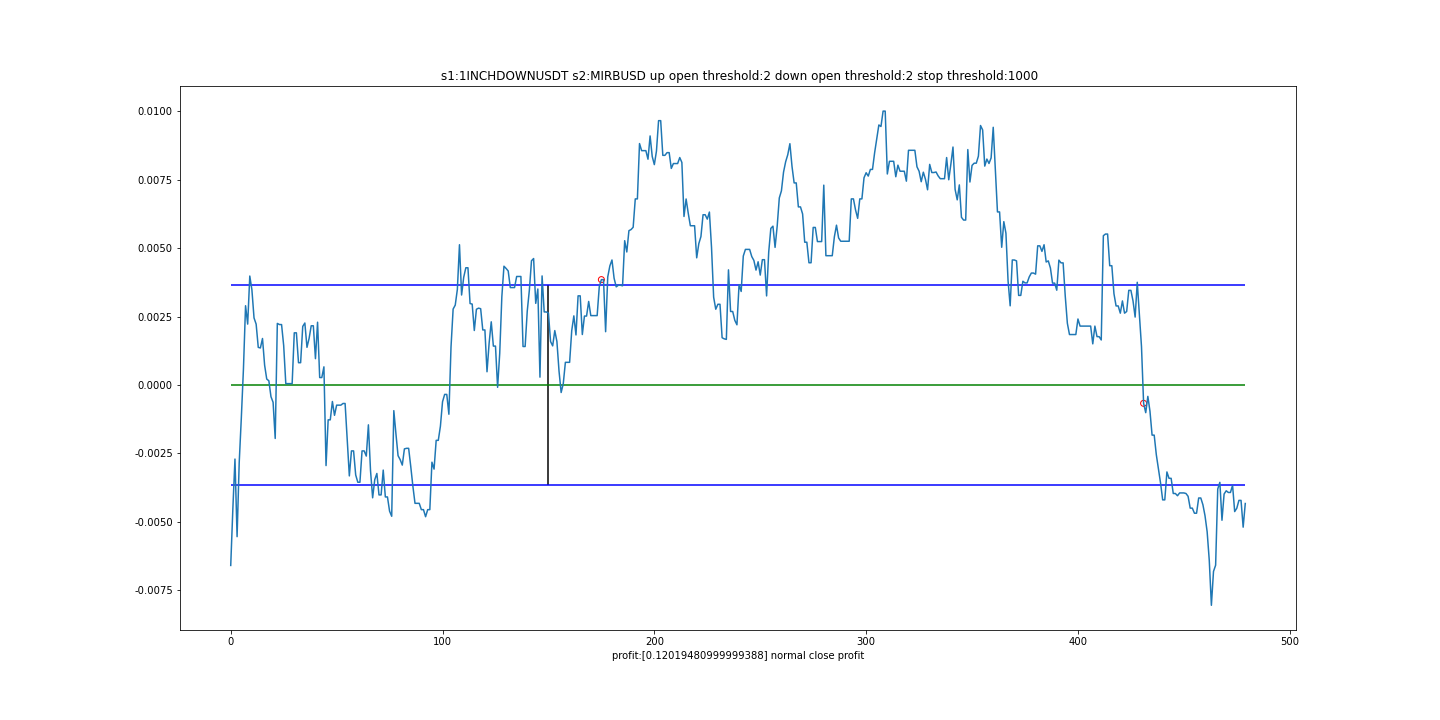 s1:1INCHDOWNUSDT s2:MIRBUSD up open threshold:2 down open threshold:2 stop threshold:1000
0.0100
0.0075
0.0050
0.0025
0.0000
-0.0025
-0.0050
-0.0075
0 100 200 300 400 500
profit:[0.12019480999999388] normal close profit